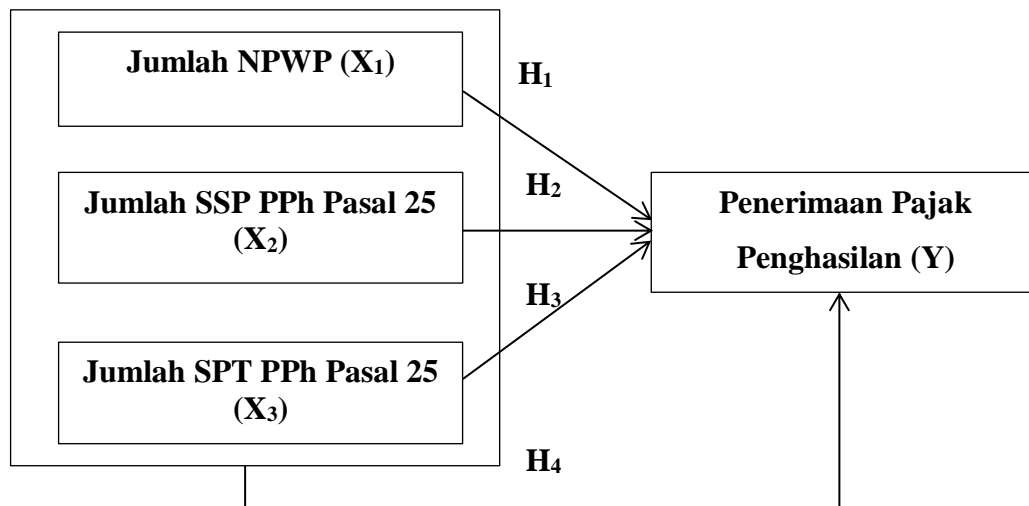 Jumlah NPWP (X₁)
H₁
Jumlah SSP PPh Pasal 25
(X₂)
H₂
Penerimaan Pajak
Penghasilan (Y)
H₃
Jumlah SPT PPh Pasal 25
(X₃)
H₄